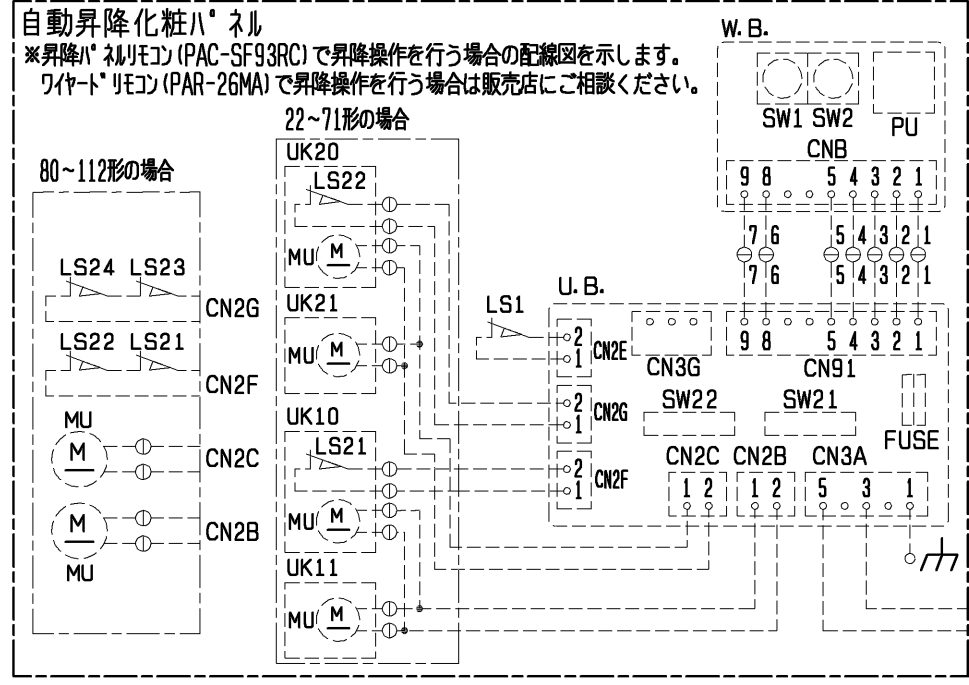 自動昇降化粧パネル
※昇降パネルリモコン(PAC-SF93RC)で昇降操作を行う場合の配線図を示します。
ワイヤードリモコン(PAR-26MA)で昇降操作を行う場合は販売店にご相談ください。
W.B.
SW1 SW2
PU
CNB
9 8 5 4 3 2 1
7 6 5 4 3 2 1
7 6 5 4 3 2 1
22~71形の場合
UK20
LS22
MU M
UK21
MU M
UK10
LS21
MU M
UK11
MU M
80~112形の場合
LS24 LS23
CN2G
LS22 LS21
CN2F
MU
M
CN2C
M
CN2B
MU
U.B.
LS1
2
1
CN2E
CN3G
9 8 5 4 3 2 1
CN91
2
1
CN2G
SW22
SW21
FUSE
2
1
CN2F
CN2C CN2B CN3A
1 2 1 2 5 3 1